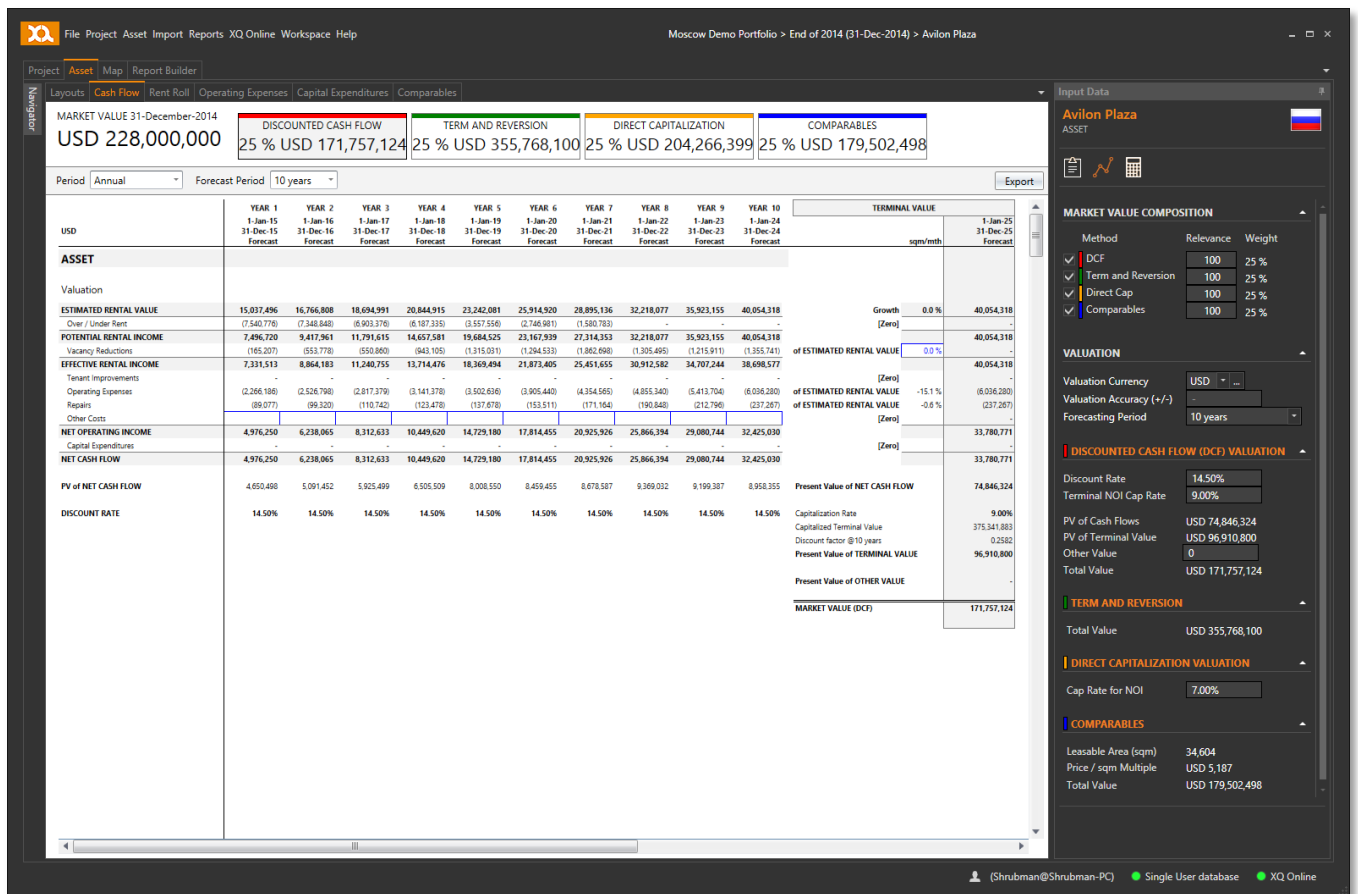 XQ File Project Asset Import Reports XQ Online Workspace Help Moscow Demo Portfolio > End of 2014 (31-Dec-2014) > Avilon Plaza
Project Asset Map Report Builder
Navigator
Layouts Cash Flow Rent Roll Operating Expenses Capital Expenditures Comparables
MARKET VALUE 31-December-2014
USD 228,000,000
DISCOUNTED CASH FLOW
25 % USD 171,757,124
TERM AND REVERSION
25 % USD 355,768,100
DIRECT CAPITALIZATION
25 % USD 204,266,399
COMPARABLES
25 % USD 179,502,498
Period Annual Forecast Period 10 years Export
YEAR 1 YEAR 2 YEAR 3 YEAR 4 YEAR 5 YEAR 6 YEAR 7 YEAR 8 YEAR 9 YEAR 10 TERMINAL VALUE
1-Jan-15 1-Jan-16 1-Jan-17 1-Jan-18 1-Jan-19 1-Jan-20 1-Jan-21 1-Jan-22 1-Jan-23 1-Jan-24 1-Jan-25
USD 31-Dec-15 31-Dec-16 31-Dec-17 31-Dec-18 31-Dec-19 31-Dec-20 31-Dec-21 31-Dec-22 31-Dec-23 31-Dec-24 31-Dec-25
Forecast Forecast Forecast Forecast Forecast Forecast Forecast Forecast Forecast Forecast sqm/mth Forecast
ASSET
Valuation
ESTIMATED RENTAL VALUE 15,037,496 16,766,808 18,694,991 20,844,915 23,242,081 25,914,920 28,895,136 32,218,077 35,923,155 40,054,318 Growth 0.0 % 40,054,318
Over / Under Rent (7,540,776) (7,348,848) (6,903,376) (6,187,335) (3,557,556) (2,746,981) (1,580,783) - - - [Zero] -
POTENTIAL RENTAL INCOME 7,496,720 9,417,961 11,791,615 14,657,581 19,684,525 23,167,939 27,314,353 32,218,077 35,923,155 40,054,318 40,054,318
Vacancy Reductions (165,207) (553,778) (550,860) (943,105) (1,315,031) (1,294,533) (1,862,698) (1,305,495) (1,215,911) (1,355,741) of ESTIMATED RENTAL VALUE 0.0 % -
EFFECTIVE RENTAL INCOME 7,331,513 8,864,183 11,240,755 13,714,476 18,369,494 21,873,405 25,451,655 30,912,582 34,707,244 38,698,577 40,054,318
Tenant Improvements - - - - - - - - - - [Zero] -
Operating Expenses (2,266,186) (2,526,798) (2,817,379) (3,141,378) (3,502,636) (3,905,440) (4,354,565) (4,855,340) (5,413,704) (6,036,280) of ESTIMATED RENTAL VALUE -15.1 % (6,036,280)
Repairs (89,077) (99,320) (110,742) (123,478) (137,678) (153,511) (171,164) (190,848) (212,796) (237,267) of ESTIMATED RENTAL VALUE -0.6 % (237,267)
Other Costs [Zero] -
NET OPERATING INCOME 4,976,250 6,238,065 8,312,633 10,449,620 14,729,180 17,814,455 20,925,926 25,866,394 29,080,744 32,425,030 33,780,771
Capital Expenditures - - - - - - - - - - [Zero] -
NET CASH FLOW 4,976,250 6,238,065 8,312,633 10,449,620 14,729,180 17,814,455 20,925,926 25,866,394 29,080,744 32,425,030 33,780,771
PV of NET CASH FLOW 4,650,498 5,091,452 5,925,499 6,505,509 8,008,550 8,459,455 8,678,587 9,369,032 9,199,387 8,958,355 Present Value of NET CASH FLOW 74,846,324
DISCOUNT RATE 14.50% 14.50% 14.50% 14.50% 14.50% 14.50% 14.50% 14.50% 14.50% 14.50% Capitalization Rate 9.00%
Capitalized Terminal Value 375,341,883
Discount factor @10 years 0.2582
Present Value of TERMINAL VALUE 96,910,800
Present Value of OTHER VALUE -
MARKET VALUE (DCF) 171,757,124
Input Data
Avilon Plaza
ASSET
MARKET VALUE COMPOSITION
Method Relevance Weight
DCF 100 25 %
Term and Reversion 100 25 %
Direct Cap 100 25 %
Comparables 100 25 %
VALUATION
Valuation Currency USD ...
Valuation Accuracy (+/-) -
Forecasting Period 10 years
DISCOUNTED CASH FLOW (DCF) VALUATION
Discount Rate 14.50%
Terminal NOI Cap Rate 9.00%
PV of Cash Flows USD 74,846,324
PV of Terminal Value USD 96,910,800
Other Value 0
Total Value USD 171,757,124
TERM AND REVERSION
Total Value USD 355,768,100
DIRECT CAPITALIZATION VALUATION
Cap Rate for NOI 7.00%
COMPARABLES
Leasable Area (sqm) 34,604
Price / sqm Multiple USD 5,187
Total Value USD 179,502,498
(Shrubman@Shrubman-PC) Single User database XQ Online